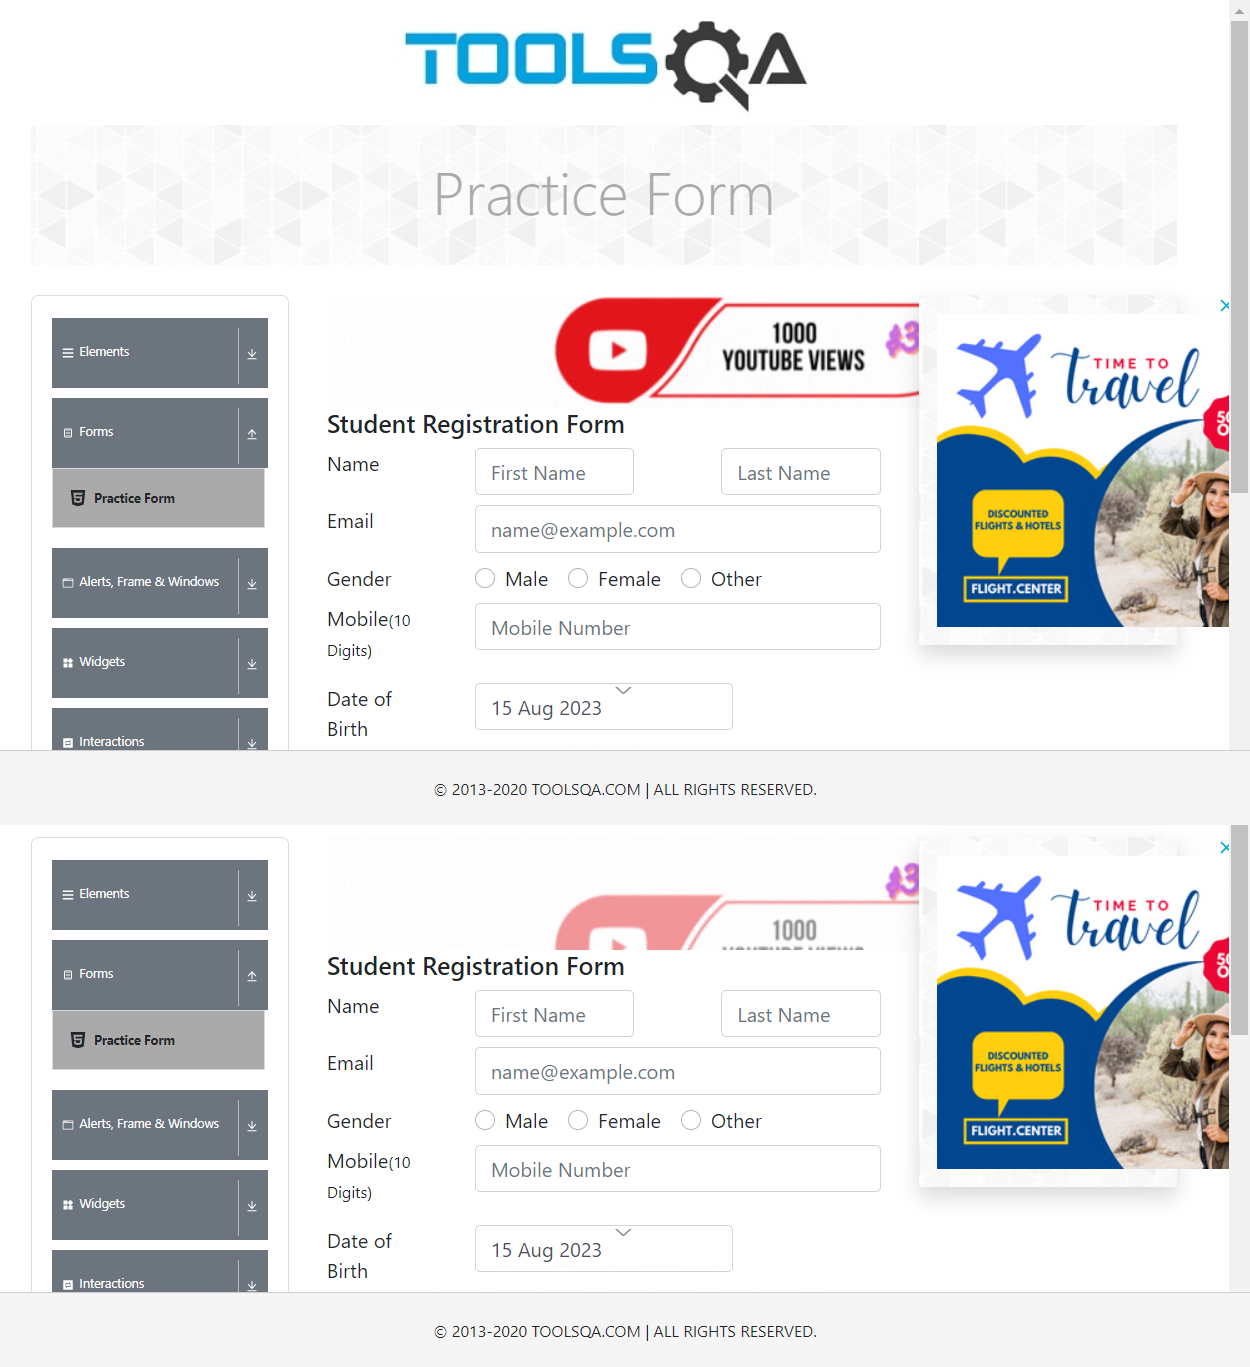 TOOLSQA
Practice Form
Elements
Forms
Practice Form
Alerts, Frame & Windows
Widgets
Interactions
1000
YOUTUBE VIEWS
$3
Student Registration Form
Name
First Name
Last Name
Email
name@example.com
Gender
Male
Female
Other
Mobile(10
Digits)
Mobile Number
Date of
Birth
15 Aug 2023
TIME TO
travel
DISCOUNTED
FLIGHTS & HOTELS
FLIGHT.CENTER
© 2013-2020 TOOLSQA.COM | ALL RIGHTS RESERVED.
Elements
Forms
Practice Form
Alerts, Frame & Windows
Widgets
Interactions
$3
1000
Student Registration Form
Name
First Name
Last Name
Email
name@example.com
Gender
Male
Female
Other
Mobile(10
Digits)
Mobile Number
Date of
Birth
15 Aug 2023
TIME TO
travel
DISCOUNTED
FLIGHTS & HOTELS
FLIGHT.CENTER
© 2013-2020 TOOLSQA.COM | ALL RIGHTS RESERVED.